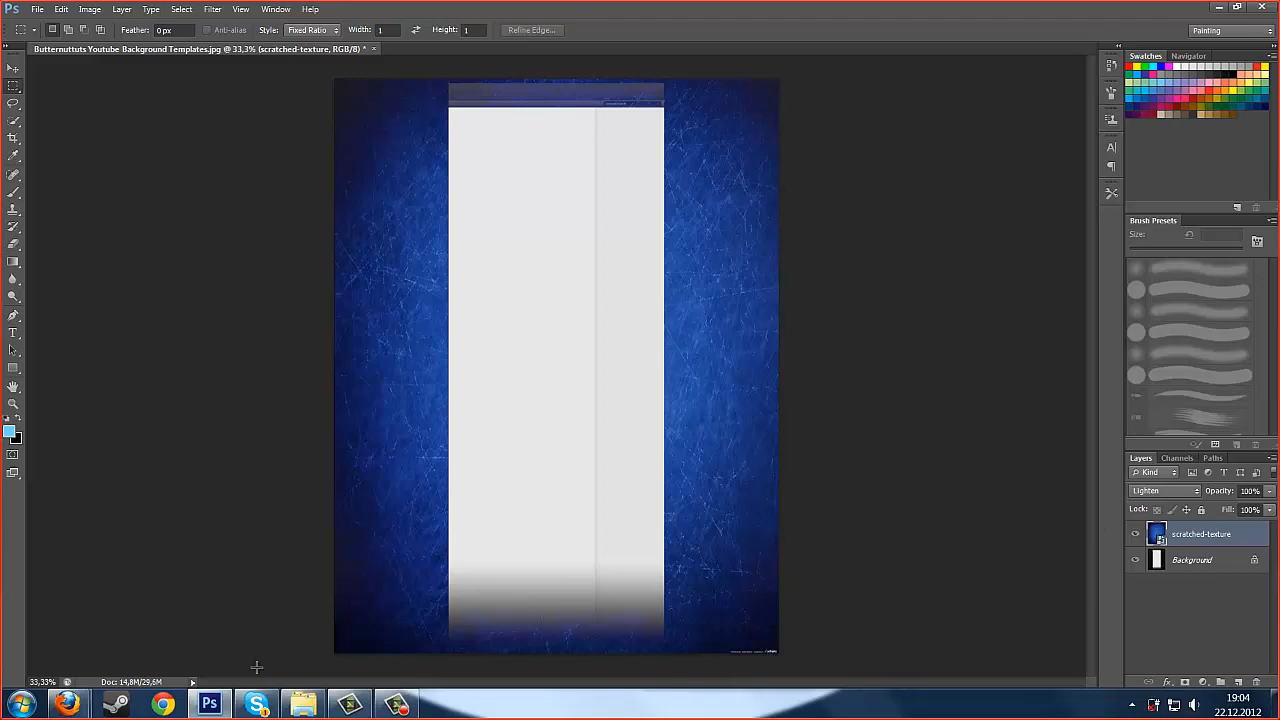 Ps File Edit Image Layer Type Select Filter View Window Help
Feather: 0 px Anti-alias Style: Fixed Ratio Width: 1 Height: 1 Refine Edge... Painting
Butternuttuts Youtube Background Templates.jpg @ 33,3% (scratched-texture, RGB/8) * ×
Swatches Navigator
Brush Presets
Size:
Layers Channels Paths
Kind
Lighten Opacity: 100%
Lock: Fill: 100%
scratched-texture
Background
33,33% Doc: 14,8M/29,6M
Ps
19:04
22.12.2012